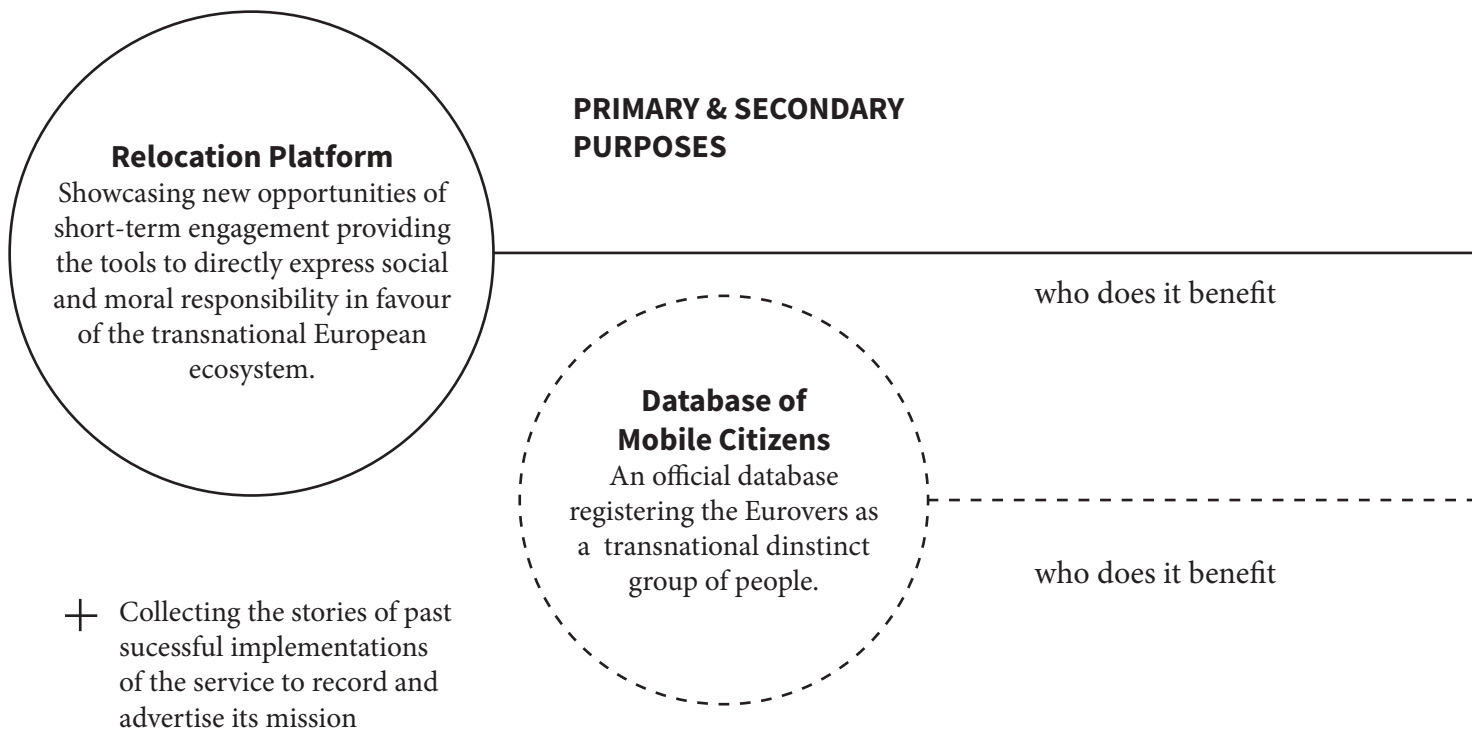 PRIMARY & SECONDARY
PURPOSES
Relocation Platform
Showcasing new opportunities of
short-term engagement providing
the tools to directly express social
and moral responsibility in favour
of the transnational European
ecosystem.
who does it benefit
Database of
Mobile Citizens
An official database
registering the Eurovers as
a transnational dinstinct
group of people.
who does it benefit
+ Collecting the stories of past
sucessful implementations
of the service to record and
advertise its mission